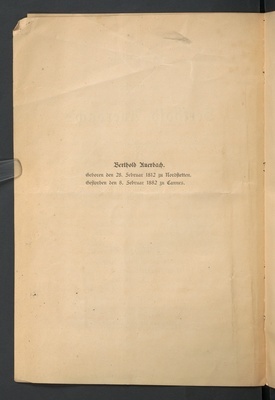 Berthold Auerbach.
Geboren den 28. Februar 1812 zu Nordstetten.
Gestorben den 8. Februar 1882 zu Cannes.